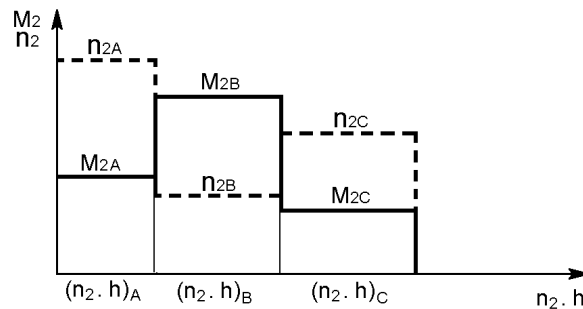 M₂
n₂
n₂A
M₂B
n₂C
M₂A
n₂B
M₂C
(n₂ . h)A
(n₂ . h)B
(n₂ . h)C
n₂ . h